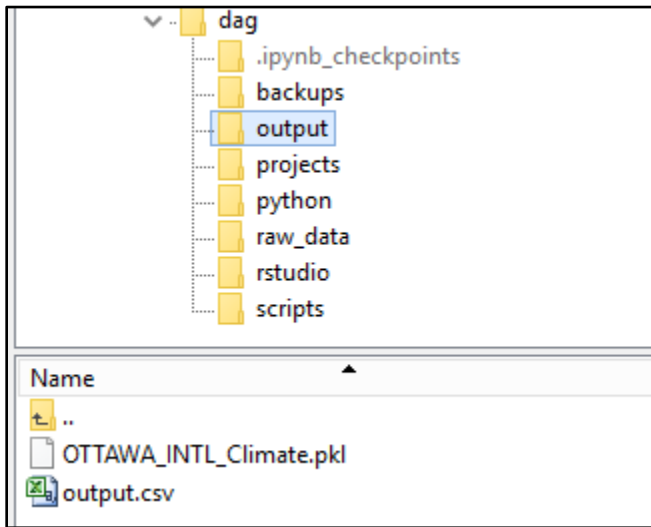 dag
.ipynb_checkpoints
backups
output
projects
python
raw_data
rstudio
scripts
Name
..
OTTAWA_INTL_Climate.pkl
output.csv